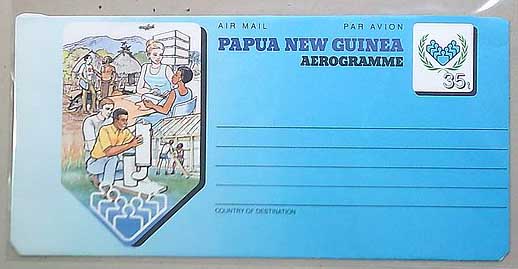 AIR MAIL PAR AVION
PAPUA NEW GUINEA
AEROGRAMME
35t
COUNTRY OF DESTINATION